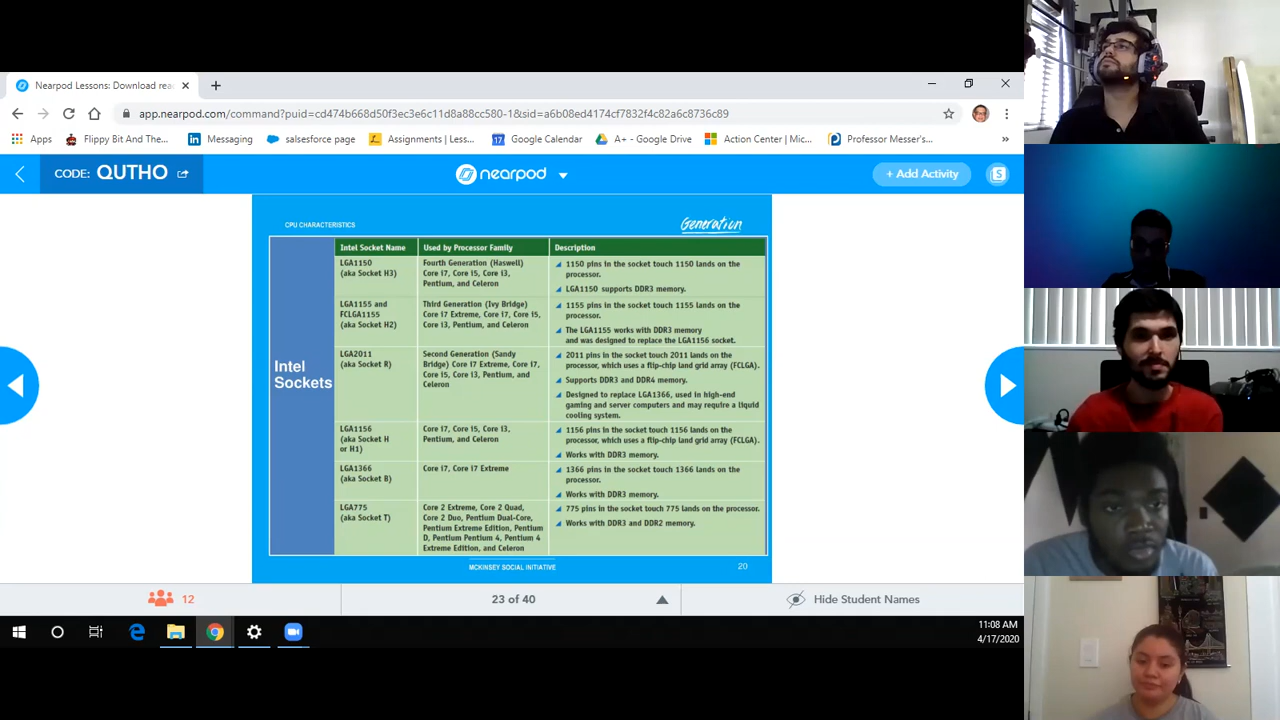 Nearpod Lessons: Download rea
app.nearpod.com/command?puid=cd47
Apps
Flippy Bit And The...
Messaging
salsesforce page
Assignments | Less...
Google Calendar
A+ - Google Drive
Action Center | Mic...
Professor Messer's...
»
CODE: QUTHO
nearpod
+ Add Activity
S
CPU CHARACTERISTICS
Generation
Intel Sockets
Intel Socket Name
Used by Processor Family
Description
LGA1150
(aka Socket H3)
Fourth Generation (Haswell)
Core i7, Core i5, Core i3,
Pentium, and Celeron
1150 pins in the socket touch 1150 lands on the
processor.
LGA1150 supports DDR3 memory.
LGA1155 and
FCLGA1155
(aka Socket H2)
Third Generation (Ivy Bridge)
Core i7 Extreme, Core i7, Core i5,
Core i3, Pentium, and Celeron
1155 pins in the socket touch 1155 lands on the
processor.
The LGA1155 works with DDR3 memory
and was designed to replace the LGA1156 socket.
LGA2011
(aka Socket R)
Second Generation (Sandy
Bridge) Core i7 Extreme, Core i7,
Core i5, Core i3, Pentium, and
Celeron
2011 pins in the socket touch 2011 lands on the
processor, which uses a flip-chip land grid array (FCLGA).
Supports DDR3 and DDR4 memory.
Designed to replace LGA1366, used in high-end
gaming and server computers and may require a liquid
cooling system.
LGA1156
(aka Socket H
or H1)
Core i7, Core i5, Core i3,
Pentium, and Celeron
1156 pins in the socket touch 1156 lands on the
processor, which uses a flip-chip land grid array (FCLGA).
Works with DDR3 memory.
LGA1366
(aka Socket B)
Core i7, Core i7 Extreme
1366 pins in the socket touch 1366 lands on the
processor.
Works with DDR3 memory.
LGA775
(aka Socket T)
Core 2 Extreme, Core 2 Quad,
Core 2 Duo, Pentium Dual-Core,
Pentium Extreme Edition, Pentium
D, Pentium Pentium 4, Pentium 4
Extreme Edition, and Celeron
775 pins in the socket touch 775 lands on the processor.
Works with DDR3 and DDR2 memory.
MCKINSEY SOCIAL INITIATIVE
20
12
23 of 40
Hide Student Names
11:08 AM
4/17/2020